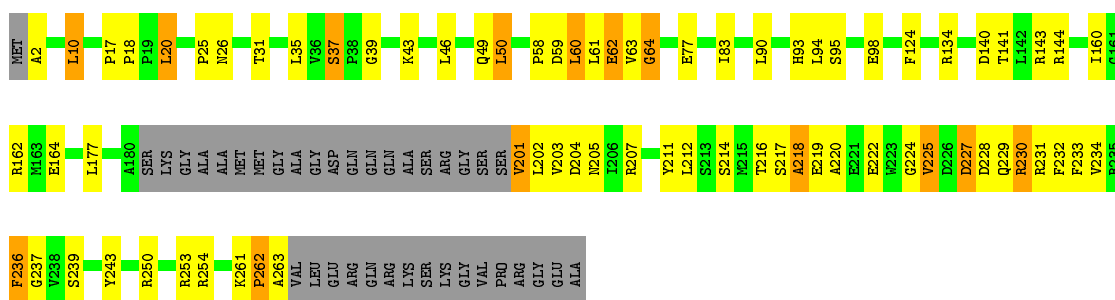 MET A2 L10 P17 P18 P19 L20 P25 N26 T31 L35 V36 S37 P38 G39 K43 L46 Q49 L50 P58 D59 L60 L61 E62 V63 G64 E77 I83 L90 H93 L94 S95 E98 F124 R134 D140 T141 L142 R143 R144 I160 G161
R162 M163 E164 L177 A180 SER LYS GLY ALA ALA MET MET GLY ALA GLY ASP GLN GLN GLN ALA SER ARG GLY SER SER V201 L202 V203 D204 N205 I206 R207 Y211 L212 S213 S214 M215 T216 S217 A218 E219 A220 E221 E222 W223 G224 V225 D226 D227 D228 Q229 R230 R231 F232 F233 V234 R235
F236 G237 V238 S239 Y243 R250 R253 R254 K261 P262 A263 VAL LEU GLU ARG GLN ARG LYS SER LYS GLY VAL PRO ARG GLY GLU ALA